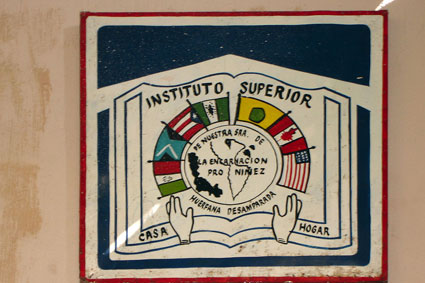 INSTITUTO SUPERIOR
DE NUESTRA SRA. DE
LA ENCARNACION
PRO NIÑEZ
HUERFANA DESAMPARADA
CASA HOGAR